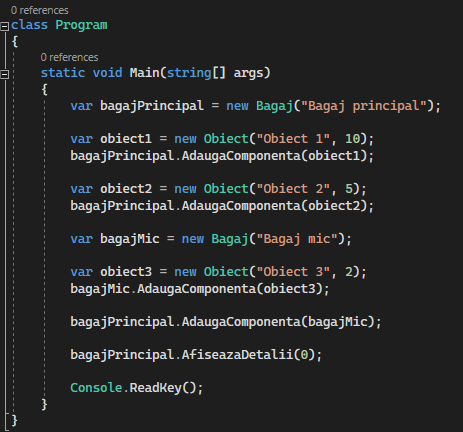 0 references
class Program
{
0 references
static void Main(string[] args)
{
var bagajPrincipal = new Bagaj("Bagaj principal");
var obiect1 = new Obiect("Obiect 1", 10);
bagajPrincipal.AdaugaComponenta(obiect1);
var obiect2 = new Obiect("Obiect 2", 5);
bagajPrincipal.AdaugaComponenta(obiect2);
var bagajMic = new Bagaj("Bagaj mic");
var obiect3 = new Obiect("Obiect 3", 2);
bagajMic.AdaugaComponenta(obiect3);
bagajPrincipal.AdaugaComponenta(bagajMic);
bagajPrincipal.AfiseazaDetalii(0);
Console.ReadKey();
}
}